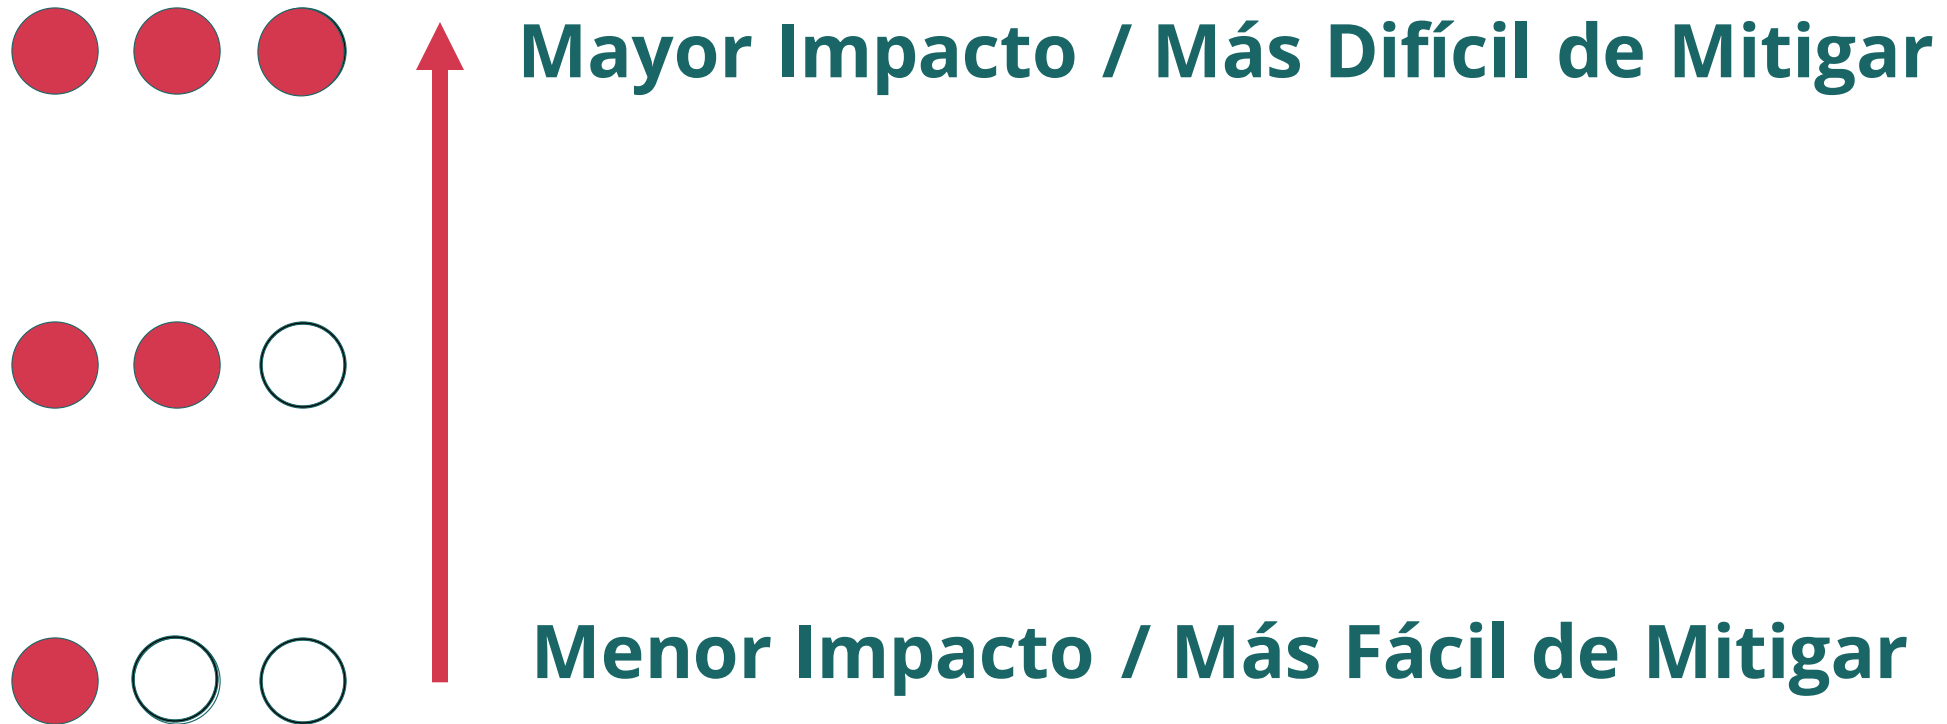 Mayor Impacto / Más Difícil de Mitigar
Menor Impacto / Más Fácil de Mitigar